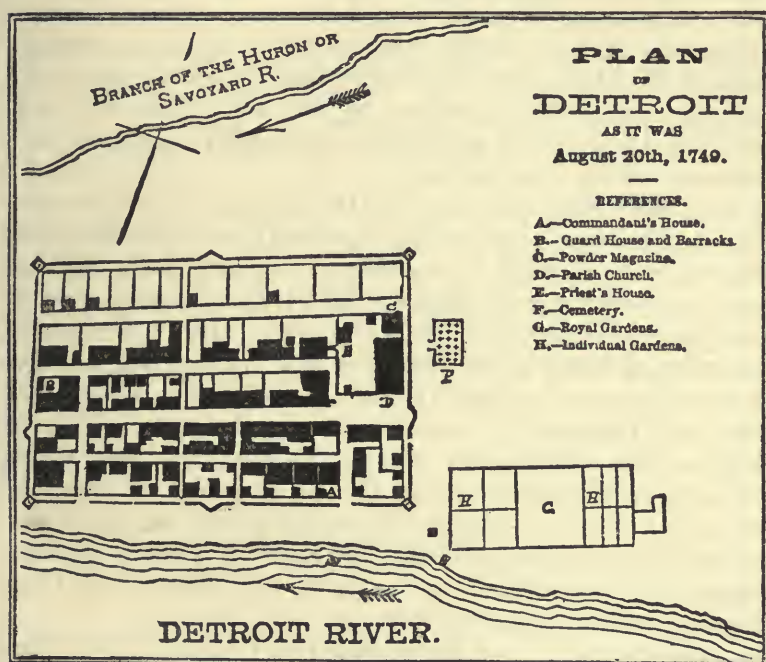 BRANCH OF THE HURON OR
SAVOYARD R.
PLAN
OF
DETROIT
AS IT WAS
August 20th, 1749.
REFERENCES.
A.—Commandant's House.
B.—Guard House and Barracks.
C.—Powder Magazine.
D.—Parish Church.
E.—Priest's House.
F.—Cemetery.
G.—Royal Gardens.
H.—Individual Gardens.
C
E
F
B
D
H
G
H
A
DETROIT RIVER.